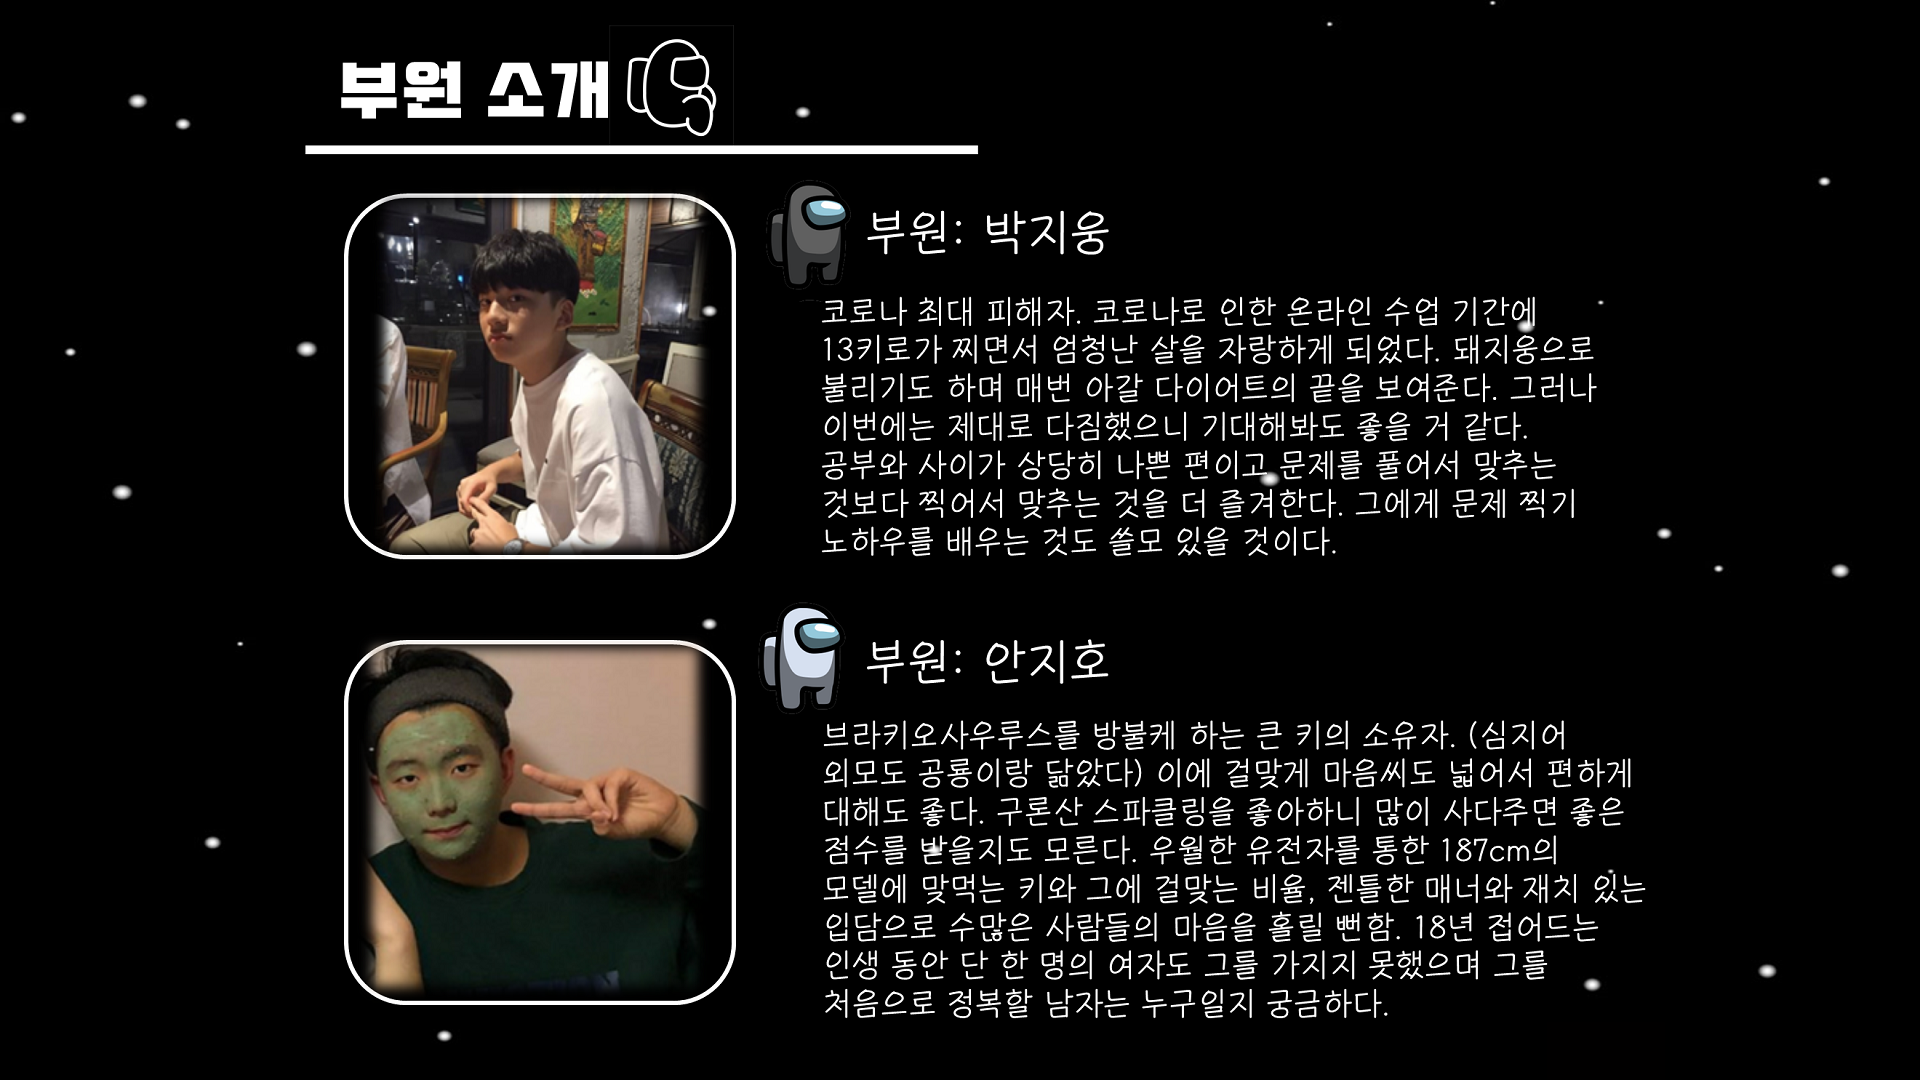 부원 소개
부원: 박지웅
코로나 최대 피해자. 코로나로 인한 온라인 수업 기간에
13키로가 찌면서 엄청난 살을 자랑하게 되었다. 돼지웅으로
불리기도 하며 매번 아갈 다이어트의 끝을 보여준다. 그러나
이번에는 제대로 다짐했으니 기대해봐도 좋을 거 같다.
공부와 사이가 상당히 나쁜 편이고 문제를 풀어서 맞추는
것보다 찍어서 맞추는 것을 더 즐겨한다. 그에게 문제 찍기
노하우를 배우는 것도 쓸모 있을 것이다.
부원: 안지호
브라키오사우루스를 방불케 하는 큰 키의 소유자. (심지어
외모도 공룡이랑 닮았다) 이에 걸맞게 마음씨도 넓어서 편하게
대해도 좋다. 구론산 스파클링을 좋아하니 많이 사다주면 좋은
점수를 받을지도 모른다. 우월한 유전자를 통한 187cm의
모델에 맞먹는 키와 그에 걸맞는 비율, 젠틀한 매너와 재치 있는
입담으로 수많은 사람들의 마음을 홀릴 뻔함. 18년 접어드는
인생 동안 단 한 명의 여자도 그를 가지지 못했으며 그를
처음으로 정복할 남자는 누구일지 궁금하다.